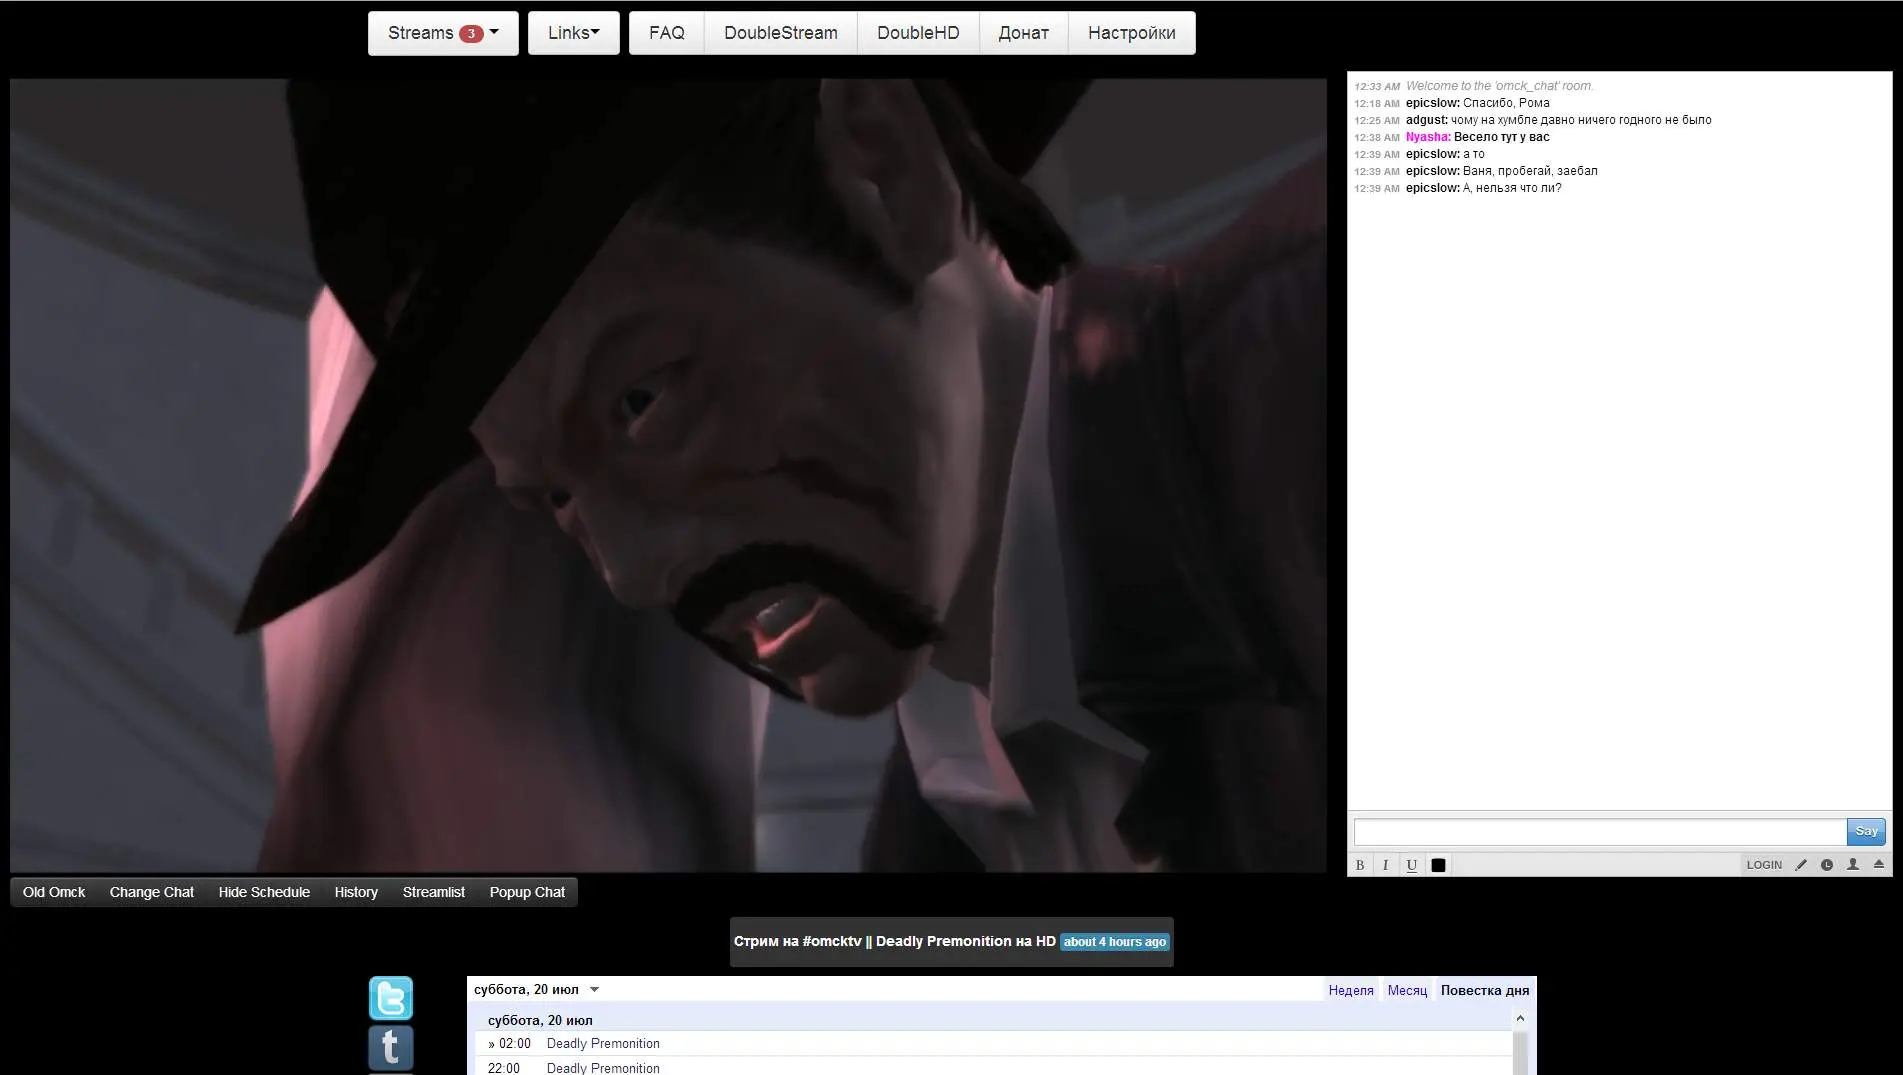 Streams 3
Links
FAQ
DoubleStream
DoubleHD
Донат
Настройки
12:33 AM Welcome to the 'omck_chat' room.
12:18 AM epicslow: Спасибо, Рома
12:25 AM adgust: чому на хумбле давно ничего годного не было
12:38 AM Nyasha: Весело тут у вас
12:39 AM epicslow: а то
12:39 AM epicslow: Ваня, пробегай, заебал
12:39 AM epicslow: А, нельзя что ли?
Say
B I U
LOGIN
Old Omck
Change Chat
Hide Schedule
History
Streamlist
Popup Chat
Стрим на #omcktv || Deadly Premonition на HD about 4 hours ago
суббота, 20 июл
Неделя
Месяц
Повестка дня
суббота, 20 июл
» 02:00 Deadly Premonition
22:00 Deadly Premonition